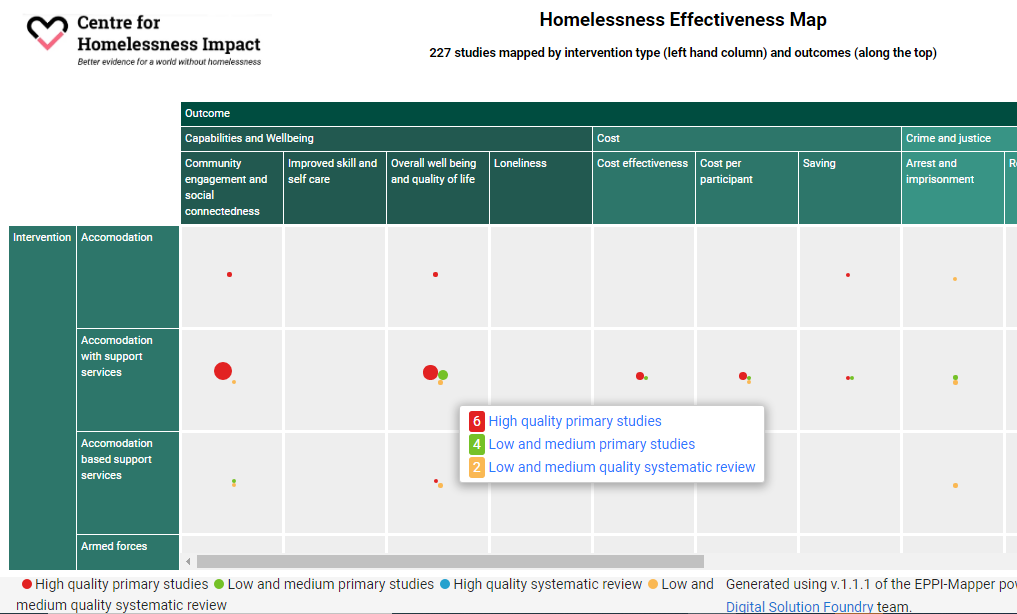 Centre for
Homelessness Impact
Better evidence for a world without homelessness
Homelessness Effectiveness Map
227 studies mapped by intervention type (left hand column) and outcomes (along the top)
Outcome
Capabilities and Wellbeing
Cost
Crime and justice
Community
engagement and
social
connectedness
Improved skill and
self care
Overall well being
and quality of life
Loneliness
Cost effectiveness
Cost per
participant
Saving
Arrest and
imprisonment
Intervention
Accomodation
Accomodation
with support
services
6 High quality primary studies
4 Low and medium primary studies
2 Low and medium quality systematic review
Accomodation
based support
services
Armed forces
High quality primary studies Low and medium primary studies High quality systematic review Low and
medium quality systematic review
Generated using v.1.1.1 of the EPPI-Mapper
Digital Solution Foundry team.